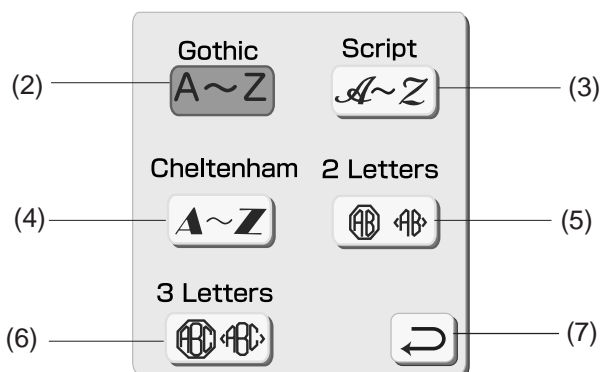 Gothic Script
(2) A~Z A~Z (3)
Cheltenham 2 Letters
(4) A~Z AB <AB> (5)
3 Letters
(6) ABC <ABC> (7)